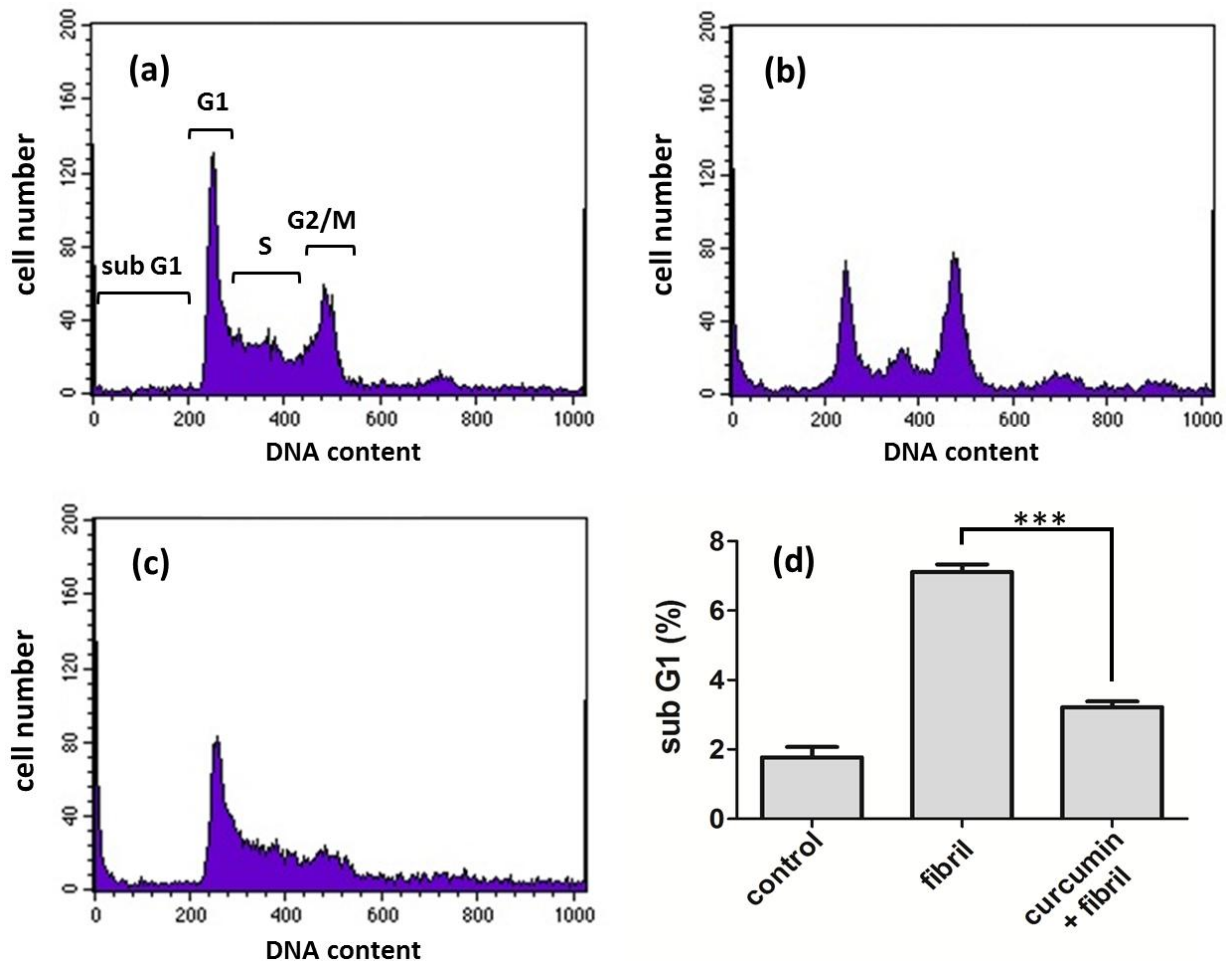 (a)
G1
G2/M
S
sub G1
cell number
200
160
120
80
40
0
0 200 400 600 800 1000
DNA content
(b)
cell number
200
160
120
80
40
0
0 200 400 600 800 1000
DNA content
(c)
cell number
200
160
120
80
40
0
0 200 400 600 800 1000
DNA content
(d)
***
sub G1 (%)
8
6
4
2
0
control
fibril
curcumin
+ fibril